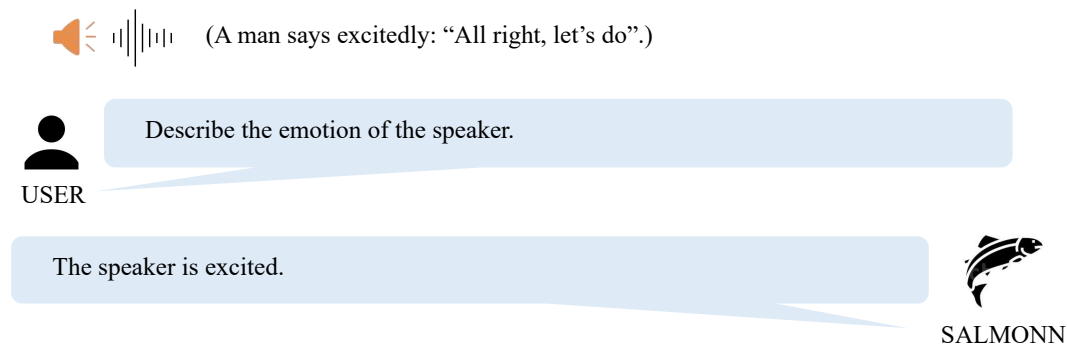 (A man says excitedly: “All right, let’s do”.)
Describe the emotion of the speaker.
USER
The speaker is excited.
SALMONN